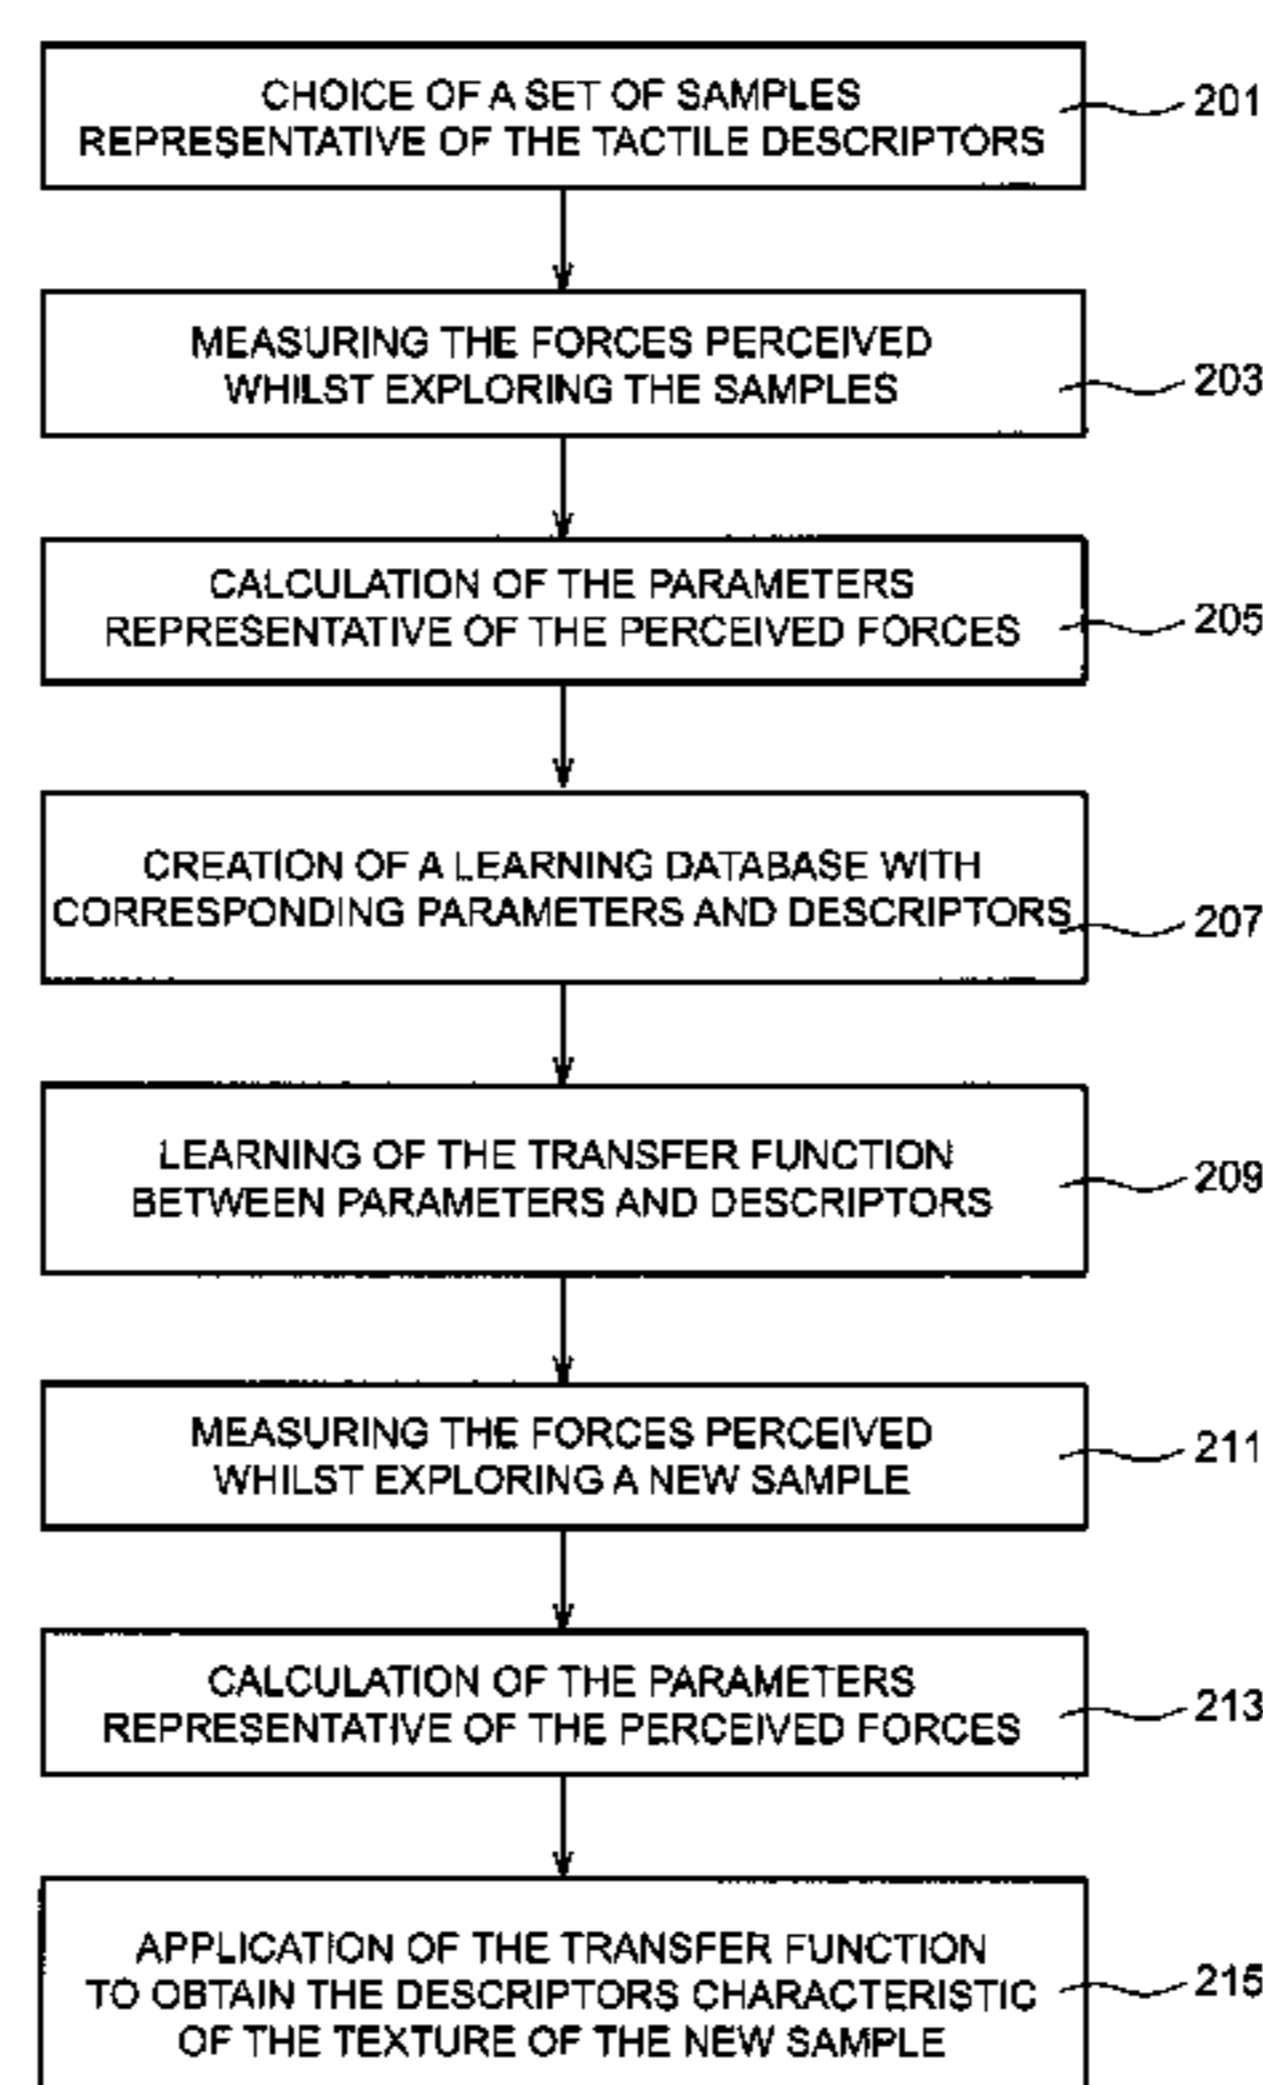 CHOICE OF A SET OF SAMPLES
REPRESENTATIVE OF THE TACTILE DESCRIPTORS
201
MEASURING THE FORCES PERCEIVED
WHILST EXPLORING THE SAMPLES
203
CALCULATION OF THE PARAMETERS
REPRESENTATIVE OF THE PERCEIVED FORCES
205
CREATION OF A LEARNING DATABASE WITH
CORRESPONDING PARAMETERS AND DESCRIPTORS
207
LEARNING OF THE TRANSFER FUNCTION
BETWEEN PARAMETERS AND DESCRIPTORS
209
MEASURING THE FORCES PERCEIVED
WHILST EXPLORING A NEW SAMPLE
211
CALCULATION OF THE PARAMETERS
REPRESENTATIVE OF THE PERCEIVED FORCES
213
APPLICATION OF THE TRANSFER FUNCTION
TO OBTAIN THE DESCRIPTORS CHARACTERISTIC
OF THE TEXTURE OF THE NEW SAMPLE
215